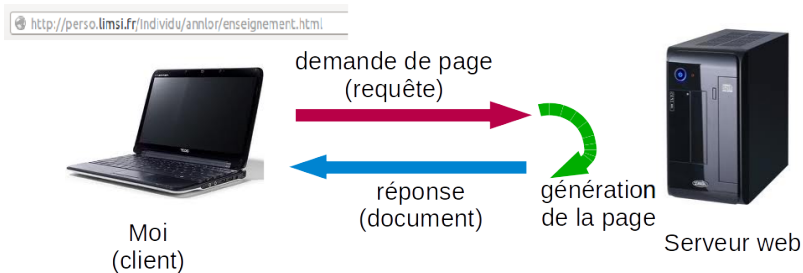 http://perso.limsi.fr/Individu/annlor/enseignement.html
demande de page
(requête)
réponse
(document)
génération
de la page
Moi
(client)
Serveur web